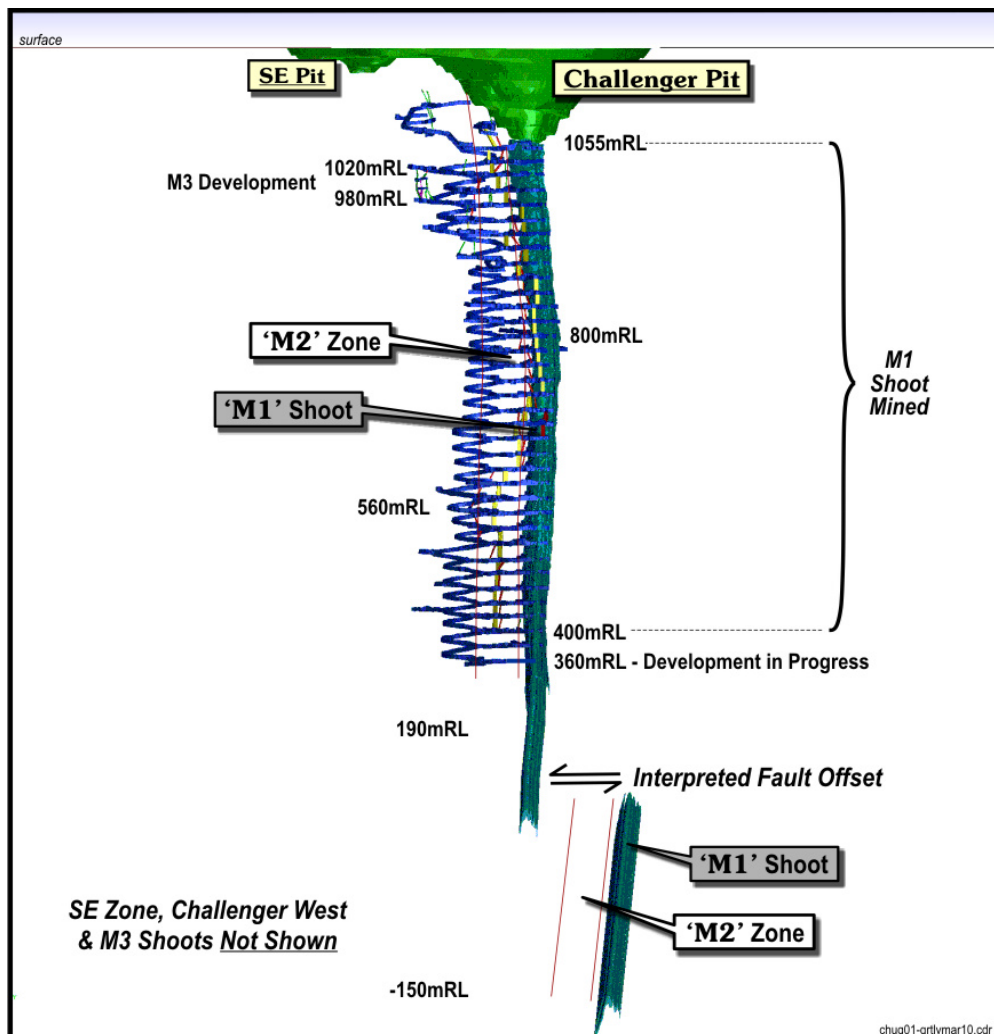 surface
SE Pit
Challenger Pit
1055mRL
1020mRL
M3 Development
980mRL
800mRL
'M2' Zone
M1
Shoot
Mined
'M1' Shoot
560mRL
400mRL
360mRL - Development in Progress
190mRL
Interpreted Fault Offset
'M1' Shoot
SE Zone, Challenger West
& M3 Shoots Not Shown
'M2' Zone
-150mRL
chug01-qrtlymar10.cdr